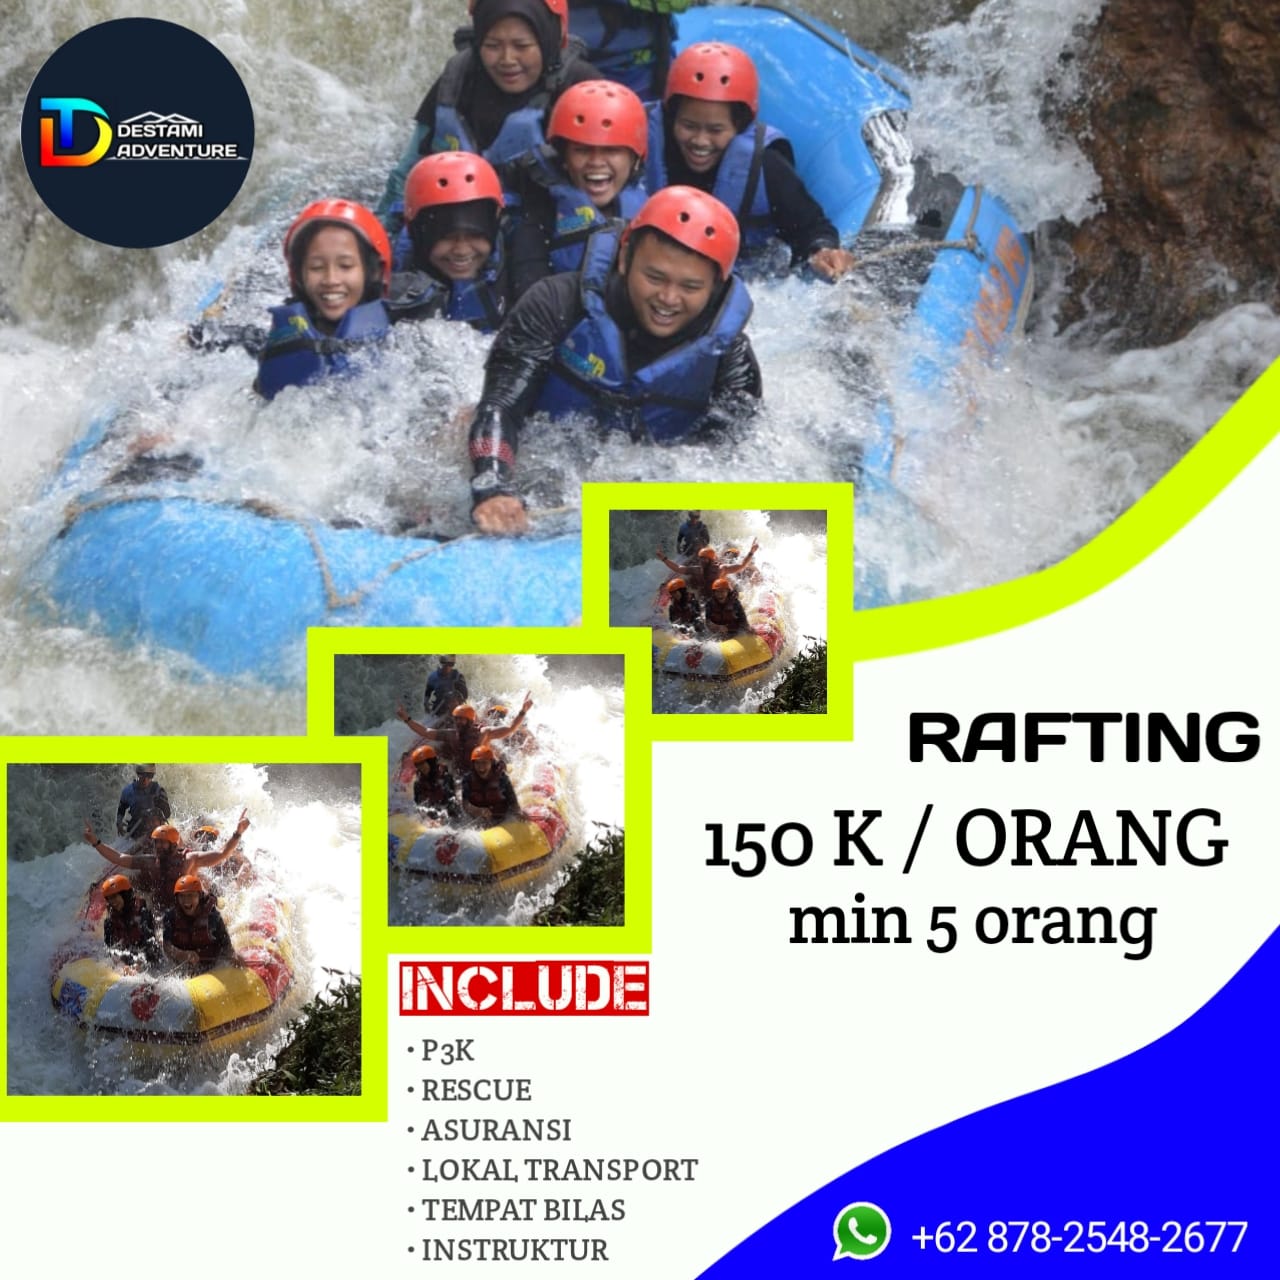 TD DESTAMI
ADVENTURE
RAFTING
150 K / ORANG
min 5 orang
INCLUDE
• P3K
• RESCUE
• ASURANSI
• LOKAL TRANSPORT
• TEMPAT BILAS
• INSTRUKTUR
+62 878-2548-2677